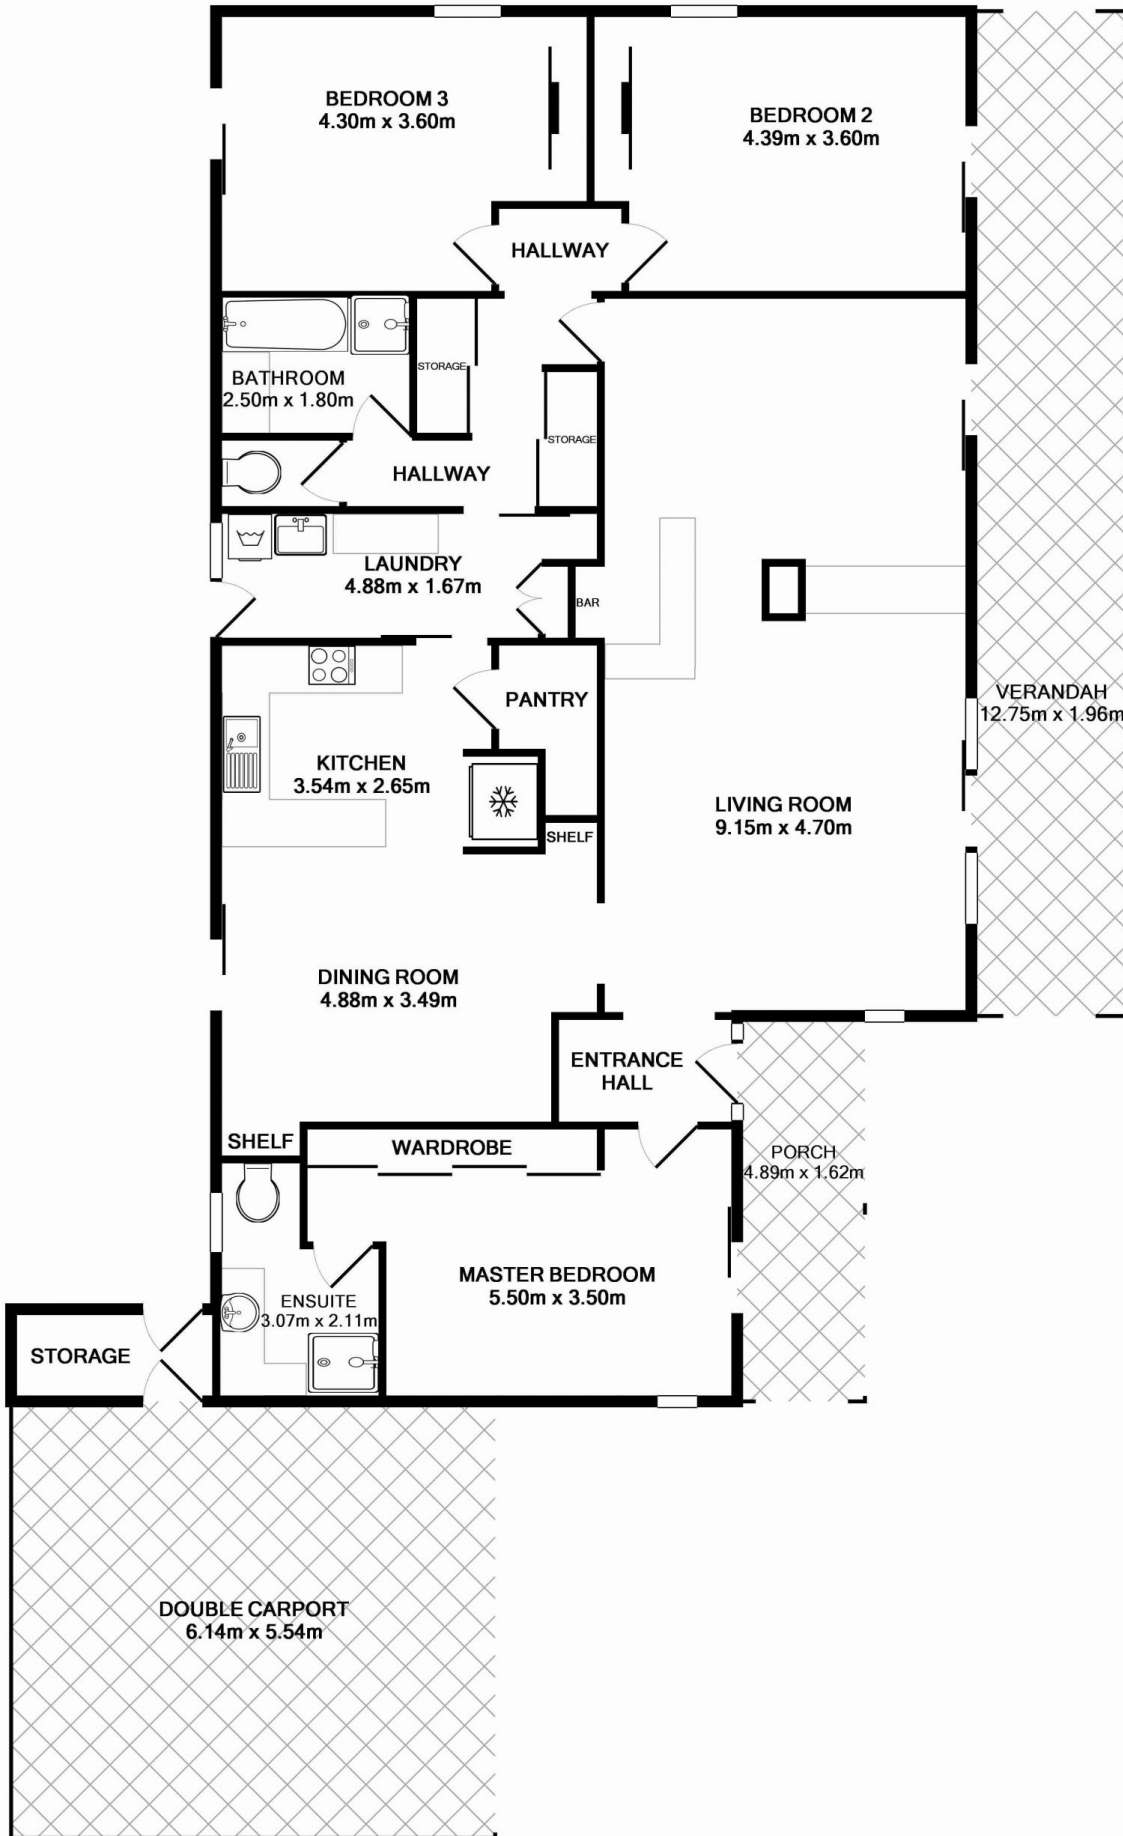 BEDROOM 3
4.30m x 3.60m
BEDROOM 2
4.39m x 3.60m
HALLWAY
STORAGE
BATHROOM
2.50m x 1.80m
STORAGE
HALLWAY
LAUNDRY
4.88m x 1.67m
BAR
PANTRY
VERANDAH
12.75m x 1.96m
KITCHEN
3.54m x 2.65m
LIVING ROOM
9.15m x 4.70m
SHELF
DINING ROOM
4.88m x 3.49m
ENTRANCE
HALL
SHELF
WARDROBE
PORCH
4.89m x 1.62m
MASTER BEDROOM
5.50m x 3.50m
ENSUITE
3.07m x 2.11m
STORAGE
DOUBLE CARPORT
6.14m x 5.54m